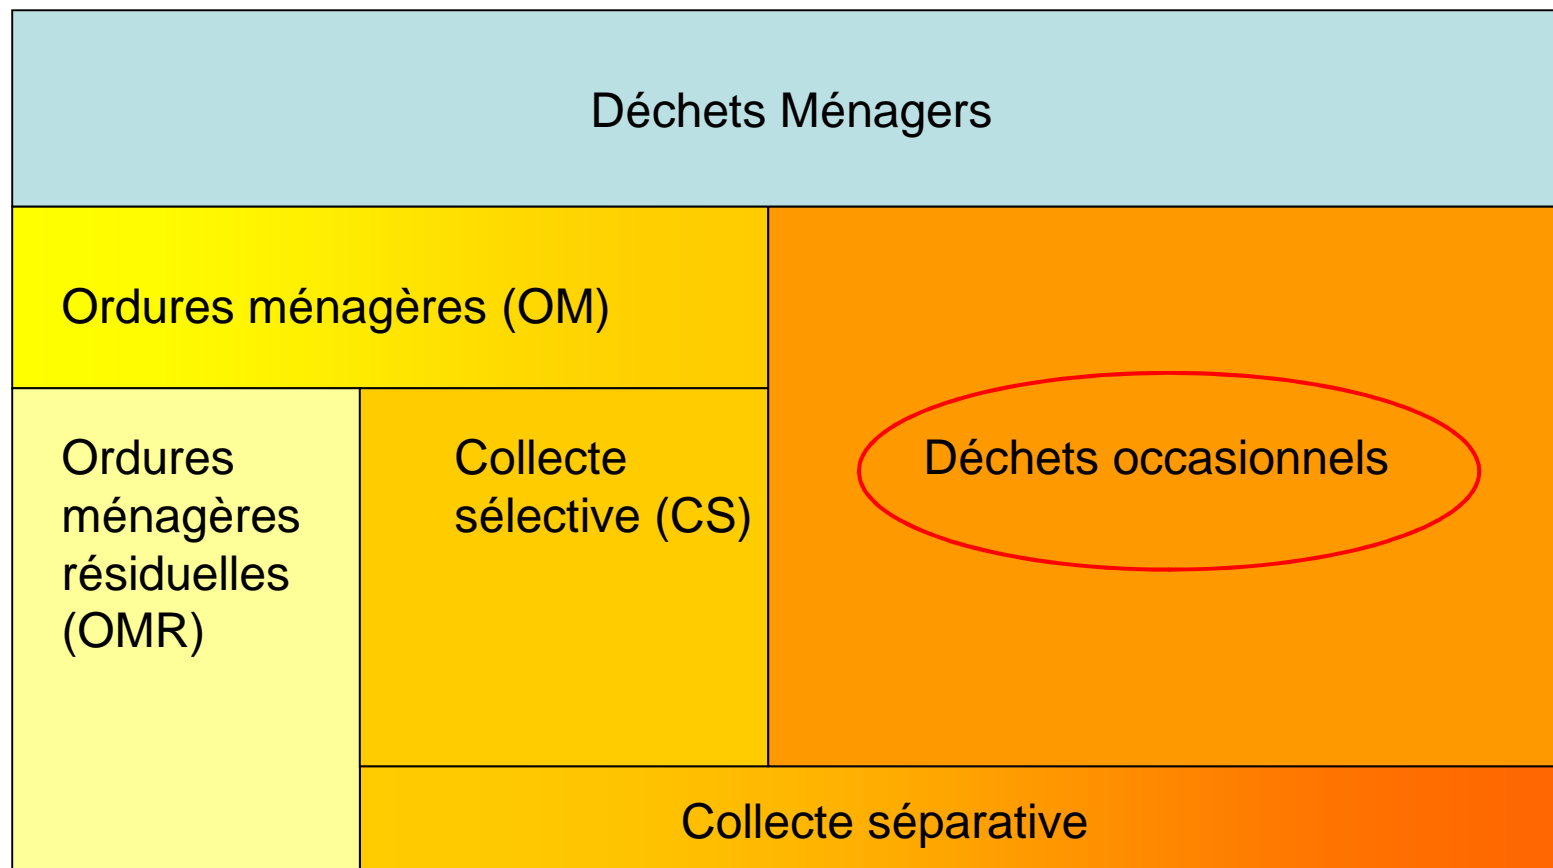 Déchets Ménagers
Ordures ménagères (OM)
Ordures
ménagères
résiduelles
(OMR)
Collecte
sélective (CS)
Déchets occasionnels
Collecte séparative